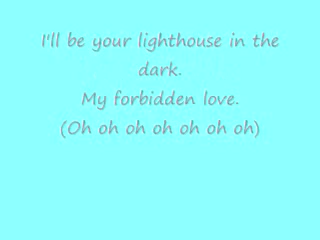 I'll be your lighthouse in the
dark.
My forbidden love.
(Oh oh oh oh oh oh oh)